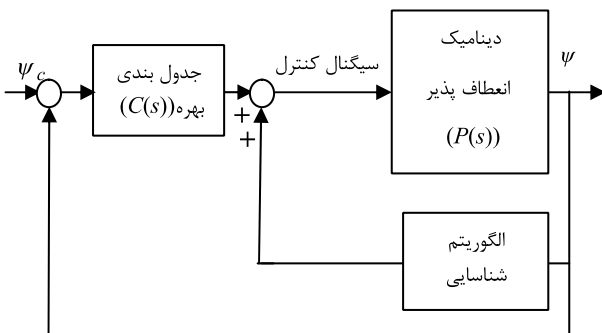 ψc
جدول بندی
بهره(C(s))
+
+
سیگنال کنترل
دینامیک
انعطاف پذیر
(P(s))
ψ
الگوریتم
شناسایی